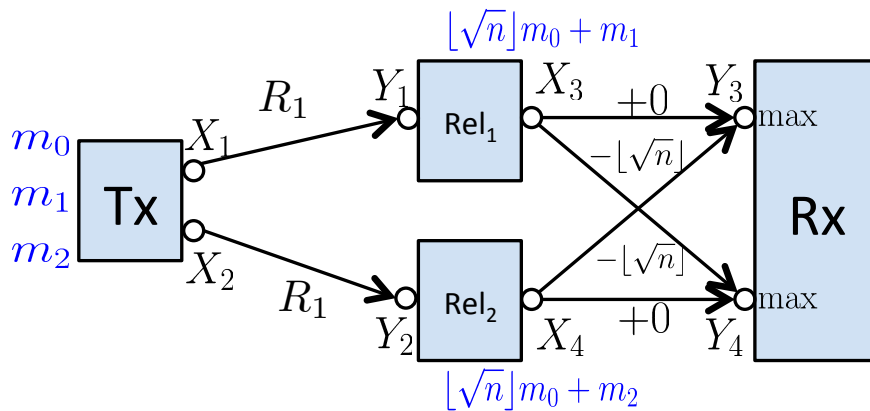 ⌊√n⌋m₀ + m₁
m₀
m₁
m₂
Tx
X₁
X₂
R₁
R₁
Y₁
Y₂
Rel₁
Rel₂
X₃
X₄
+0
−⌊√n⌋
−⌊√n⌋
+0
Y₃
Y₄
max
max
Rx
⌊√n⌋m₀ + m₂